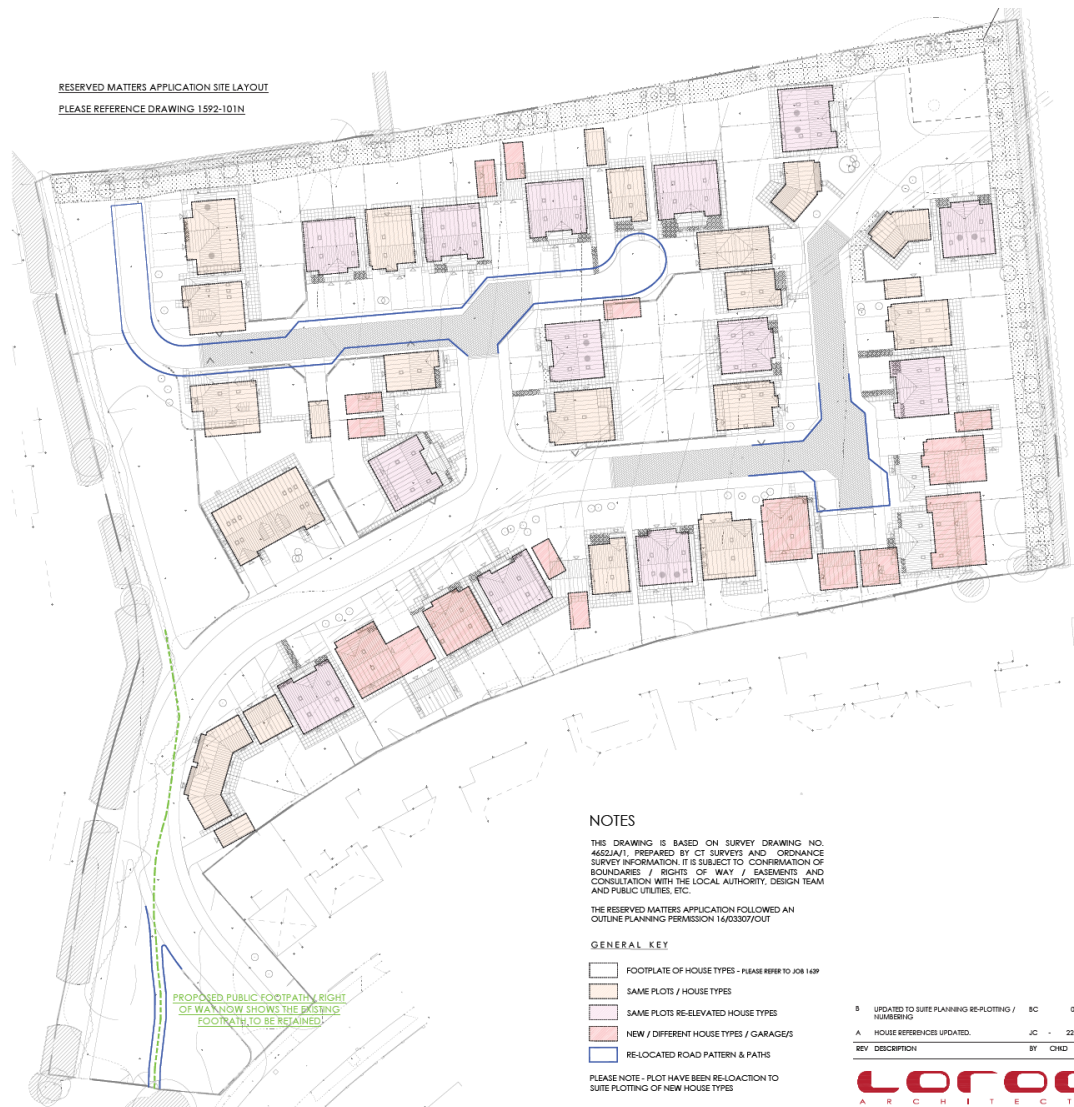 RESERVED MATTERS APPLICATION SITE LAYOUT
PLEASE REFERENCE DRAWING 1592-101N
PROPOSED PUBLIC FOOTPATH / RIGHT
OF WAY NOW SHOWS THE EXISTING
FOOTPATH TO BE RETAINED
NOTES
THIS DRAWING IS BASED ON SURVEY DRAWING NO.
4652JA/1, PREPARED BY CT SURVEYS AND ORDNANCE
SURVEY INFORMATION. IT IS SUBJECT TO CONFIRMATION OF
BOUNDARIES / RIGHTS OF WAY / EASEMENTS AND
CONSULTATION WITH THE LOCAL AUTHORITY, DESIGN TEAM
AND PUBLIC UTILITIES, ETC.
THE RESERVED MATTERS APPLICATION FOLLOWED AN
OUTLINE PLANNING PERMISSION 16/03307/OUT
GENERAL KEY
FOOTPLATE OF HOUSE TYPES - PLEASE REFER TO JOB 1639
SAME PLOTS / HOUSE TYPES
SAME PLOTS RE-ELEVATED HOUSE TYPES
NEW / DIFFERENT HOUSE TYPES / GARAGE/S
RE-LOCATED ROAD PATTERN & PATHS
PLEASE NOTE - PLOT HAVE BEEN RE-LOACTION TO
SUITE PLOTTING OF NEW HOUSE TYPES
B UPDATED TO SUITE PLANNING RE-PLOTTING / BC 0
NUMBERING
A HOUSE REFERENCES UPDATED. JC - 22
REV DESCRIPTION BY CHKD
ARCHITECT